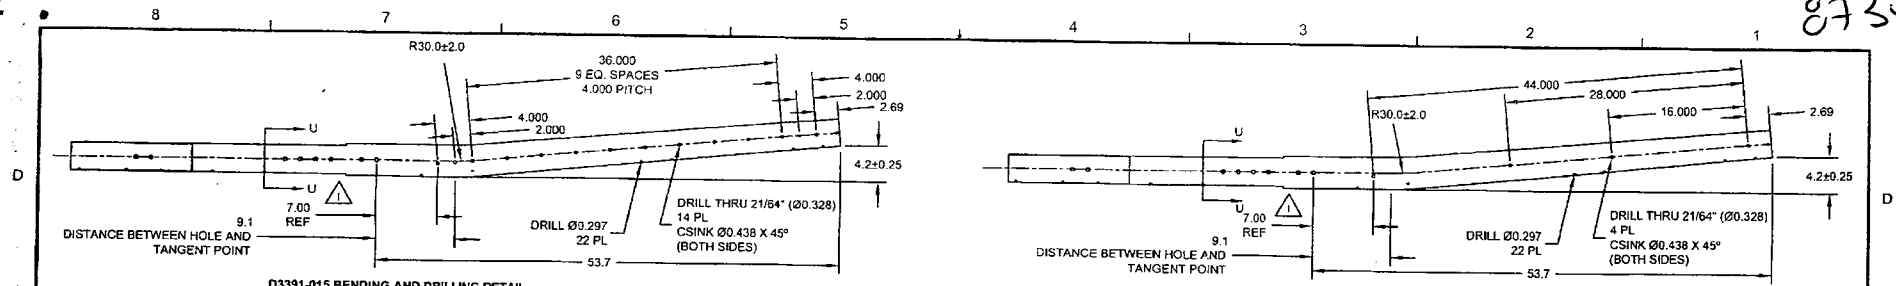 8 7 6 5 4 3 2 1
873
D
R30.0±2.0
36.000
9 EQ. SPACES
4.000 PITCH
4.000
2.000
2.69
4.000
2.000
U
U
1
7.00
REF
9.1
DISTANCE BETWEEN HOLE AND
TANGENT POINT
DRILL Ø0.297
22 PL
DRILL THRU 21/64" (Ø0.328)
14 PL
CSINK Ø0.438 X 45º
(BOTH SIDES)
4.2±0.25
53.7
D3391-015 BENDING AND DRILLING DETAIL
44.000
28.000
16.000
2.69
R30.0±2.0
U
U
1
7.00
REF
9.1
DISTANCE BETWEEN HOLE AND
TANGENT POINT
DRILL Ø0.297
22 PL
DRILL THRU 21/64" (Ø0.328)
4 PL
CSINK Ø0.438 X 45º
(BOTH SIDES)
4.2±0.25
53.7
D